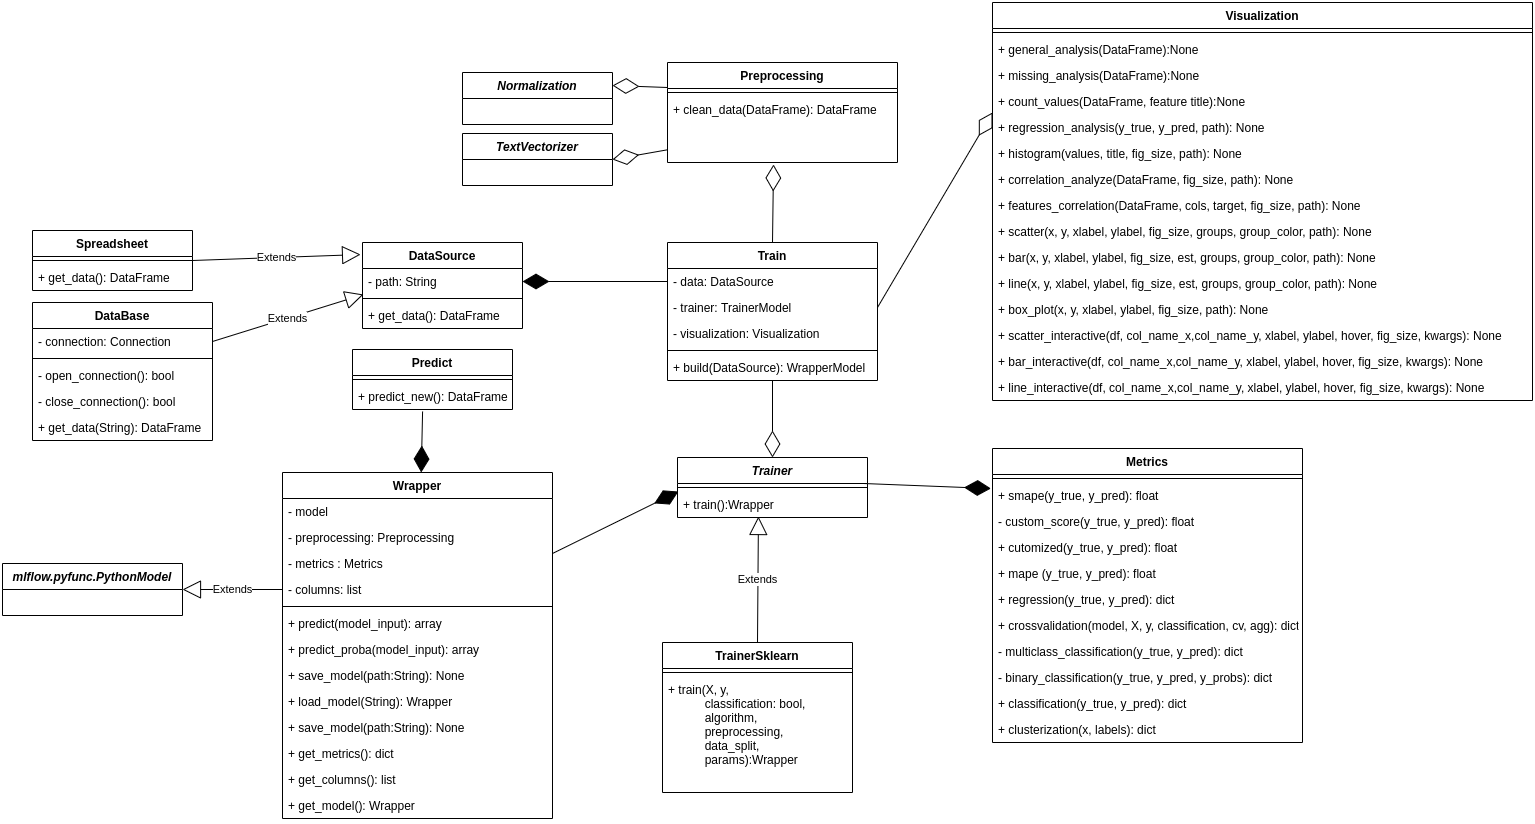 Visualization
+ general_analysis(DataFrame):None
+ missing_analysis(DataFrame):None
+ count_values(DataFrame, feature title):None
+ regression_analysis(y_true, y_pred, path): None
+ histogram(values, title, fig_size, path): None
+ correlation_analyze(DataFrame, fig_size, path): None
+ features_correlation(DataFrame, cols, target, fig_size, path): None
+ scatter(x, y, xlabel, ylabel, fig_size, groups, group_color, path): None
+ bar(x, y, xlabel, ylabel, fig_size, est, groups, group_color, path): None
+ line(x, y, xlabel, ylabel, fig_size, est, groups, group_color, path): None
+ box_plot(x, y, xlabel, ylabel, fig_size, path): None
+ scatter_interactive(df, col_name_x,col_name_y, xlabel, ylabel, hover, fig_size, kwargs): None
+ bar_interactive(df, col_name_x,col_name_y, xlabel, ylabel, hover, fig_size, kwargs): None
+ line_interactive(df, col_name_x,col_name_y, xlabel, ylabel, hover, fig_size, kwargs): None
Preprocessing
+ clean_data(DataFrame): DataFrame
Normalization
TextVectorizer
Spreadsheet
+ get_data(): DataFrame
Extends
DataSource
- path: String
+ get_data(): DataFrame
Train
- data: DataSource
- trainer: TrainerModel
- visualization: Visualization
+ build(DataSource): WrapperModel
DataBase
- connection: Connection
- open_connection(): bool
- close_connection(): bool
+ get_data(String): DataFrame
Extends
Predict
+ predict_new(): DataFrame
Trainer
+ train():Wrapper
Metrics
+ smape(y_true, y_pred): float
- custom_score(y_true, y_pred): float
+ cutomized(y_true, y_pred): float
+ mape (y_true, y_pred): float
+ regression(y_true, y_pred): dict
+ crossvalidation(model, X, y, classification, cv, agg): dict
- multiclass_classification(y_true, y_pred): dict
- binary_classification(y_true, y_pred, y_probs): dict
+ classification(y_true, y_pred): dict
+ clusterization(x, labels): dict
Wrapper
- model
- preprocessing: Preprocessing
- metrics : Metrics
- columns: list
+ predict(model_input): array
+ predict_proba(model_input): array
+ save_model(path:String): None
+ load_model(String): Wrapper
+ save_model(path:String): None
+ get_metrics(): dict
+ get_columns(): list
+ get_model(): Wrapper
mlflow.pyfunc.PythonModel
Extends
Extends
TrainerSklearn
+ train(X, y,
classification: bool,
algorithm,
preprocessing,
data_split,
params):Wrapper